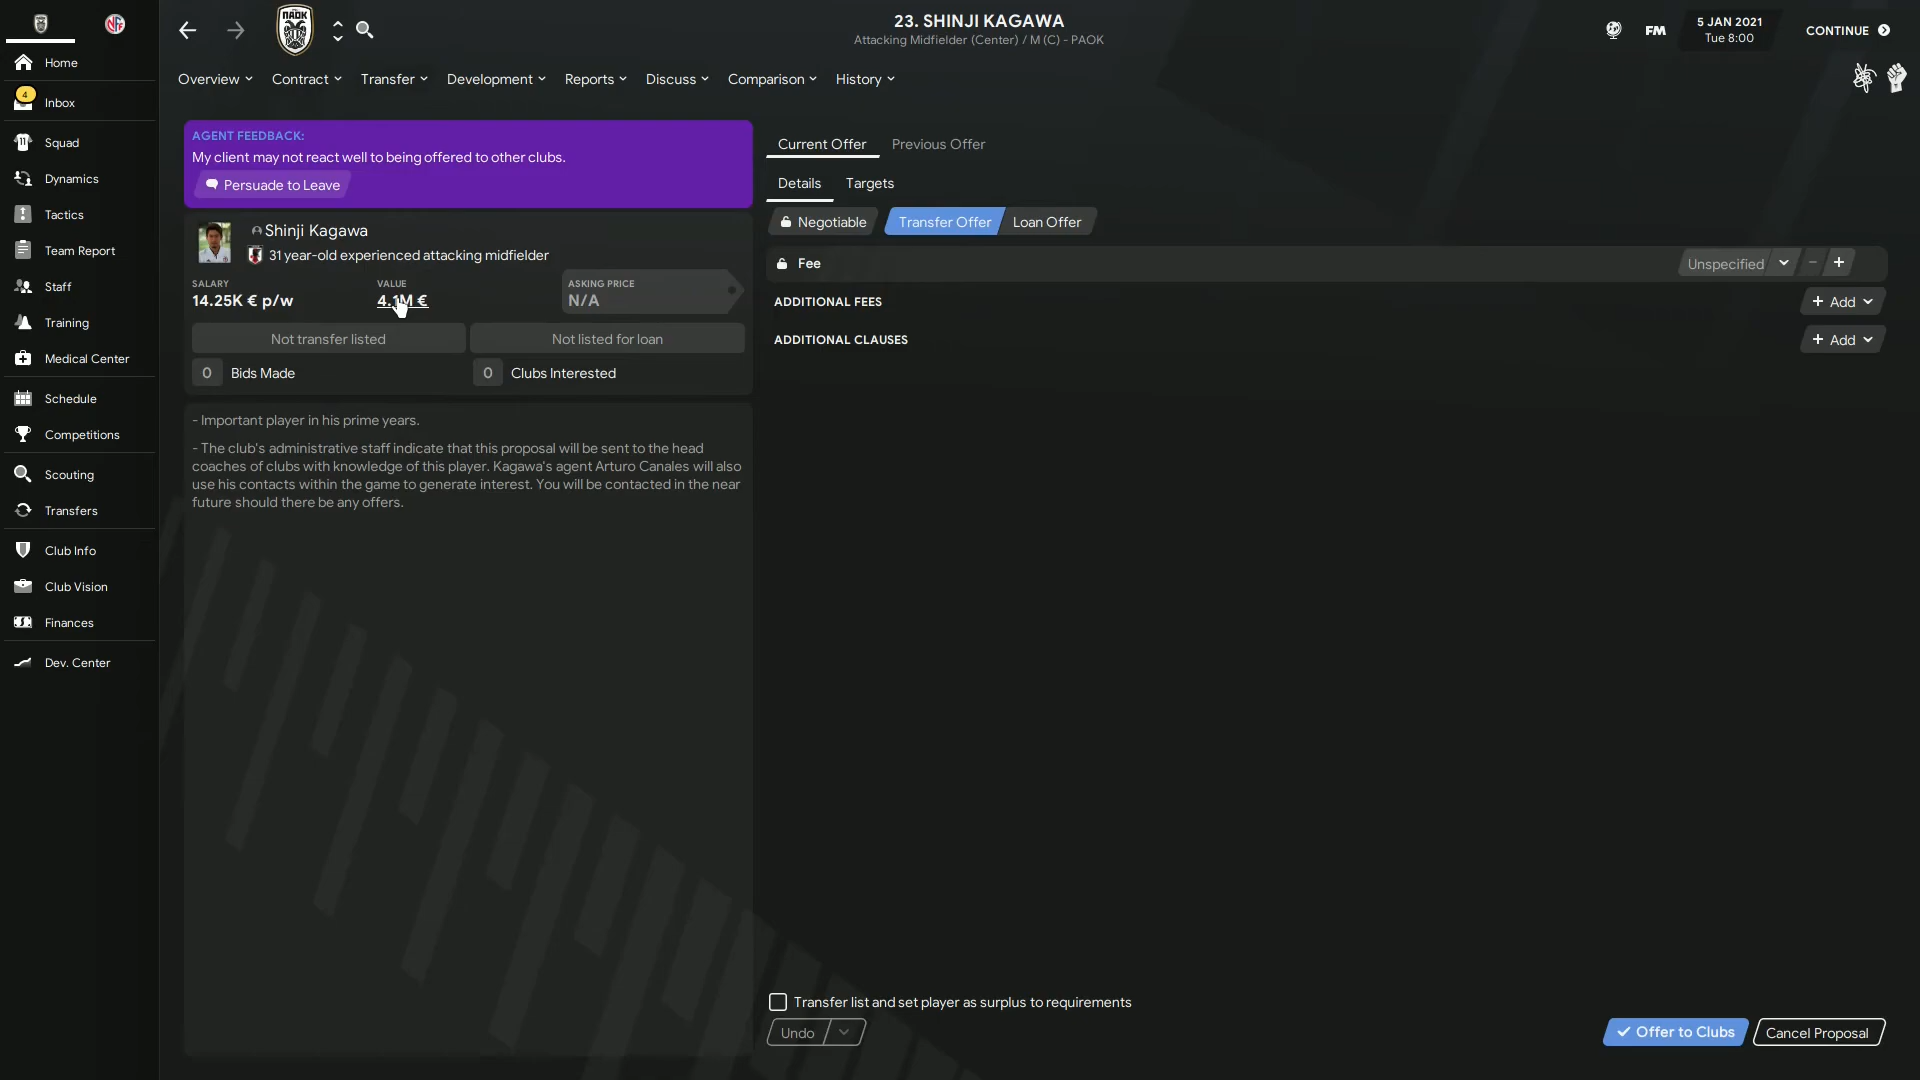 23. SHINJI KAGAWA
Attacking Midfielder (Center) / M (C) - PAOK
FM
5 JAN 2021
Tue 8:00
CONTINUE
ΠΑΟΚ
Home
4
Inbox
11
Squad
Dynamics
Tactics
Team Report
Staff
Training
Medical Center
Schedule
Competitions
Scouting
Transfers
Club Info
Club Vision
Finances
Dev. Center
Overview
Contract
Transfer
Development
Reports
Discuss
Comparison
History
AGENT FEEDBACK:
My client may not react well to being offered to other clubs.
Persuade to Leave
Shinji Kagawa
31 year-old experienced attacking midfielder
SALARY
14.25K € p/w
VALUE
4.1M €
ASKING PRICE
N/A
Not transfer listed
Not listed for loan
0 Bids Made
0 Clubs Interested
- Important player in his prime years.
- The club's administrative staff indicate that this proposal will be sent to the head
coaches of clubs with knowledge of this player. Kagawa's agent Arturo Canales will also
use his contacts within the game to generate interest. You will be contacted in the near
future should there be any offers.
Current Offer
Previous Offer
Details
Targets
Negotiable
Transfer Offer
Loan Offer
Fee
Unspecified
ADDITIONAL FEES
+ Add
ADDITIONAL CLAUSES
+ Add
Transfer list and set player as surplus to requirements
Undo
Offer to Clubs
Cancel Proposal